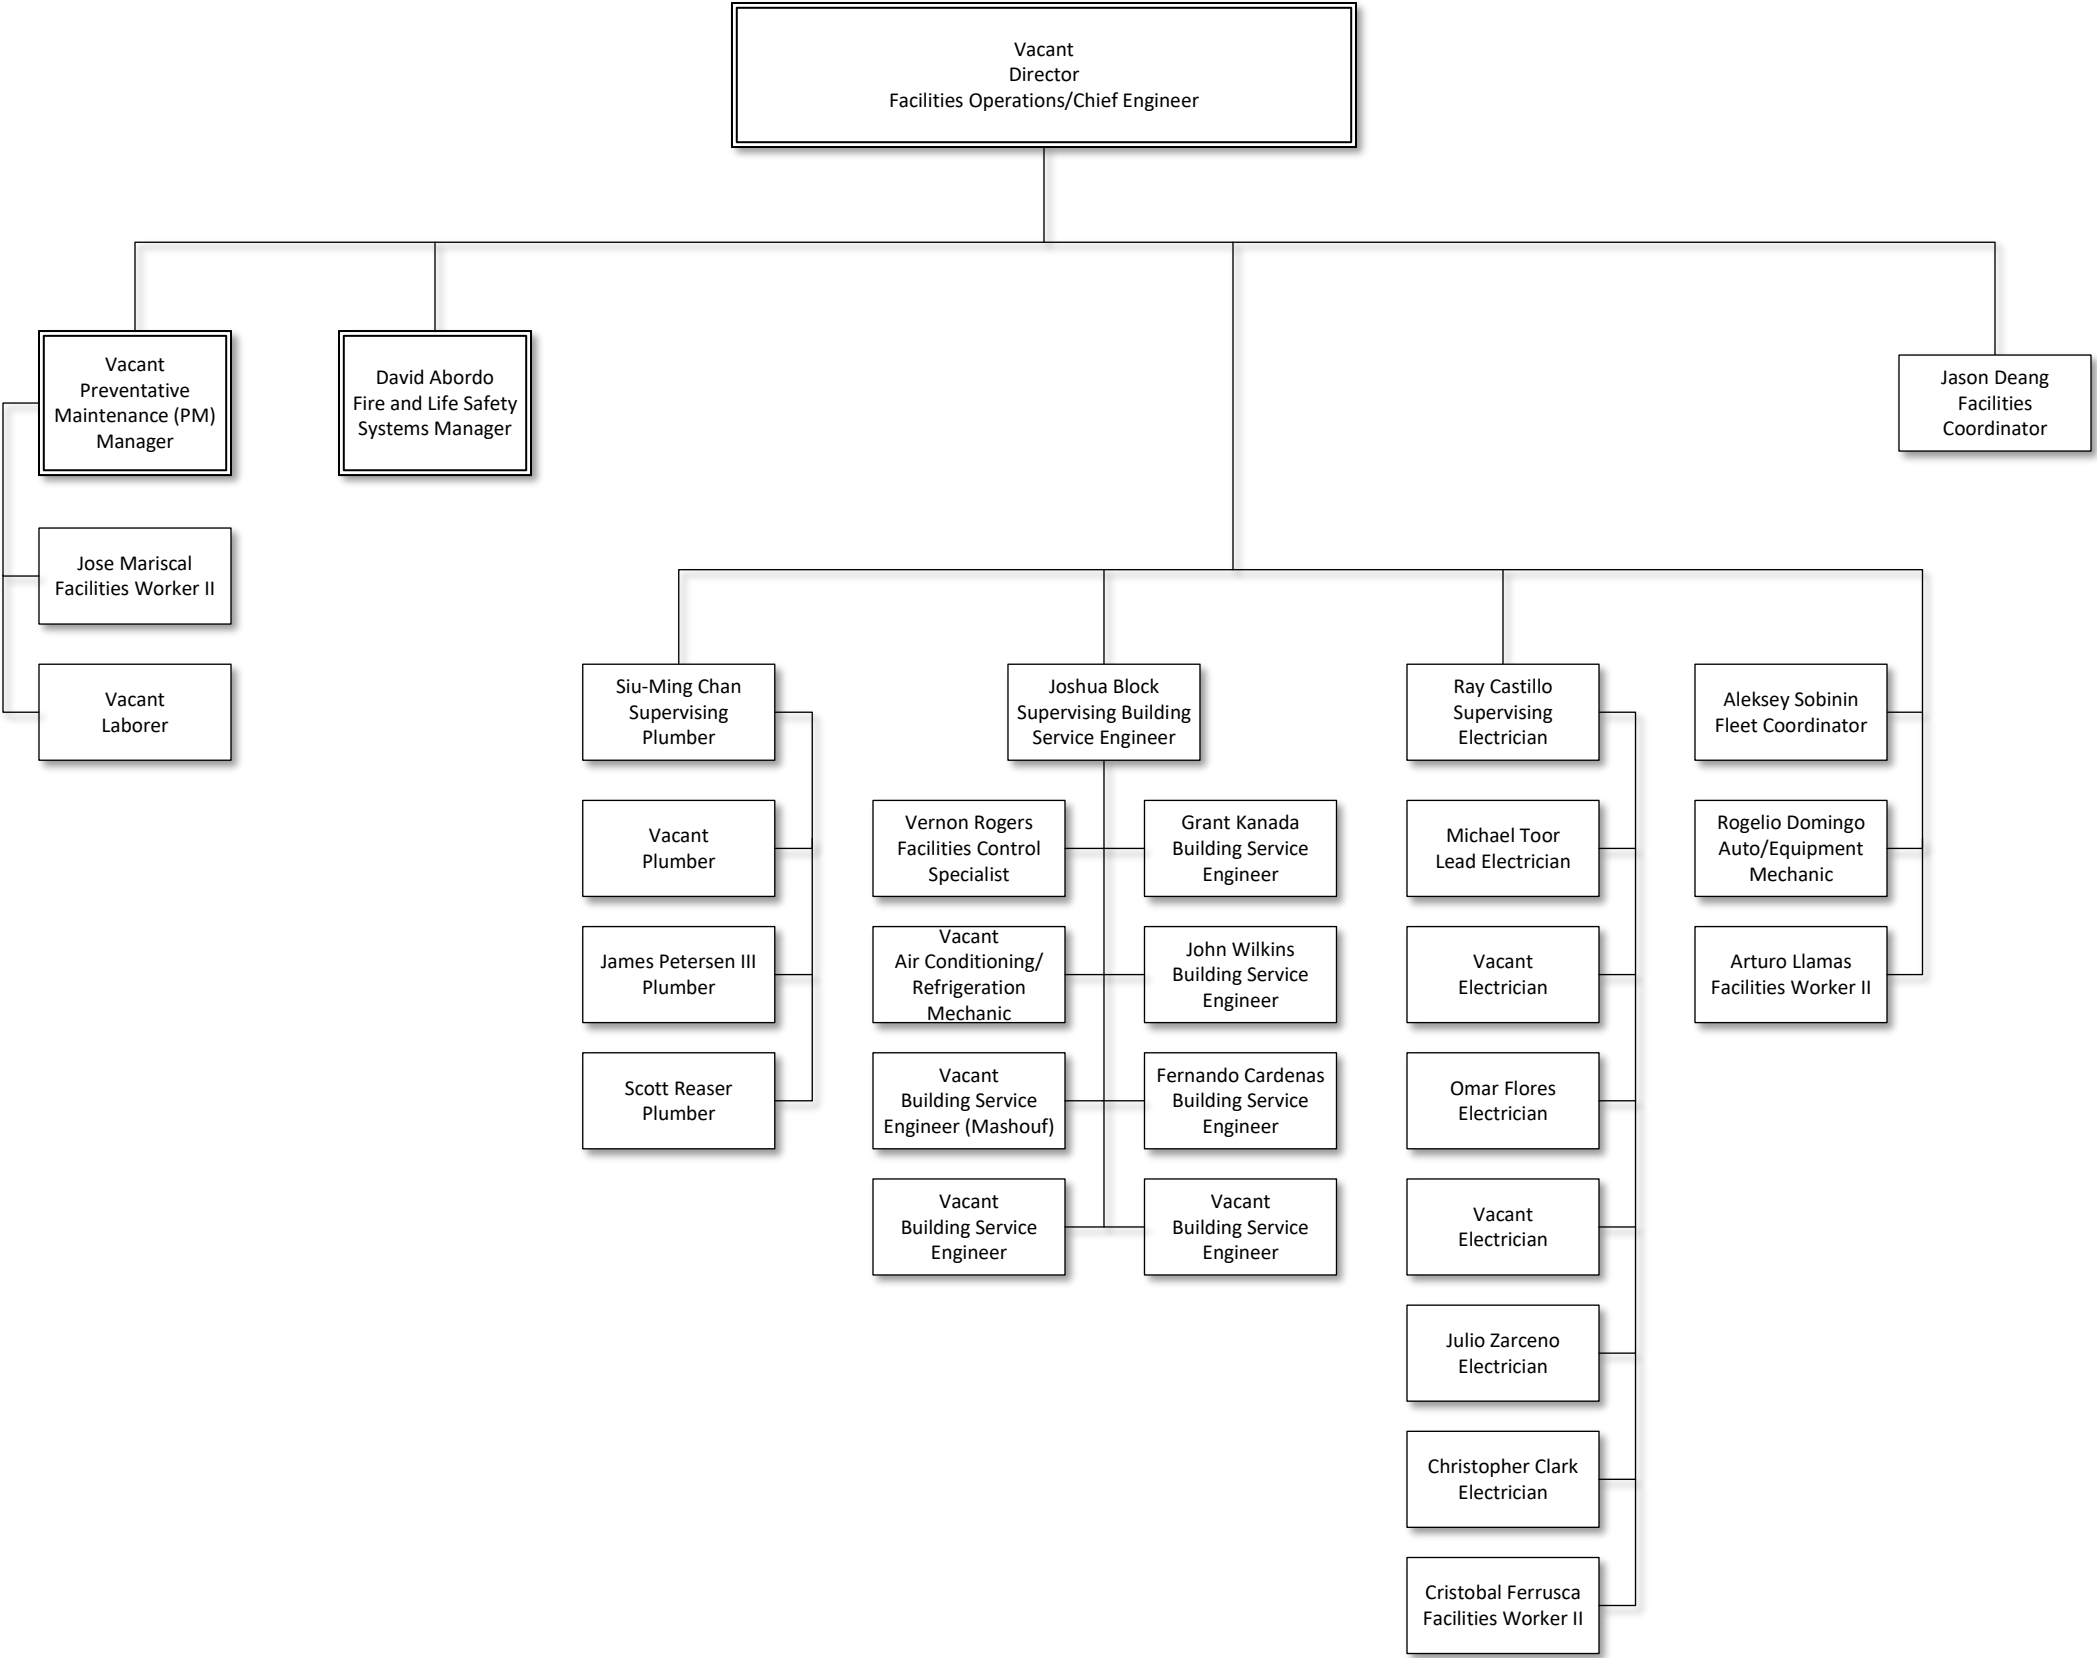 Vacant
Director
Facilities Operations/Chief Engineer
Vacant
Preventative
Maintenance (PM)
Manager
David Abordo
Fire and Life Safety
Systems Manager
Jason Deang
Facilities
Coordinator
Jose Mariscal
Facilities Worker II
Vacant
Laborer
Siu-Ming Chan
Supervising
Plumber
Vacant
Plumber
James Petersen III
Plumber
Scott Reaser
Plumber
Joshua Block
Supervising Building
Service Engineer
Vernon Rogers
Facilities Control
Specialist
Grant Kanada
Building Service
Engineer
Vacant
Air Conditioning/
Refrigeration
Mechanic
John Wilkins
Building Service
Engineer
Vacant
Building Service
Engineer (Mashouf)
Fernando Cardenas
Building Service
Engineer
Vacant
Building Service
Engineer
Vacant
Building Service
Engineer
Ray Castillo
Supervising
Electrician
Michael Toor
Lead Electrician
Vacant
Electrician
Omar Flores
Electrician
Vacant
Electrician
Julio Zarceno
Electrician
Christopher Clark
Electrician
Cristobal Ferrusca
Facilities Worker II
Aleksey Sobinin
Fleet Coordinator
Rogelio Domingo
Auto/Equipment
Mechanic
Arturo Llamas
Facilities Worker II